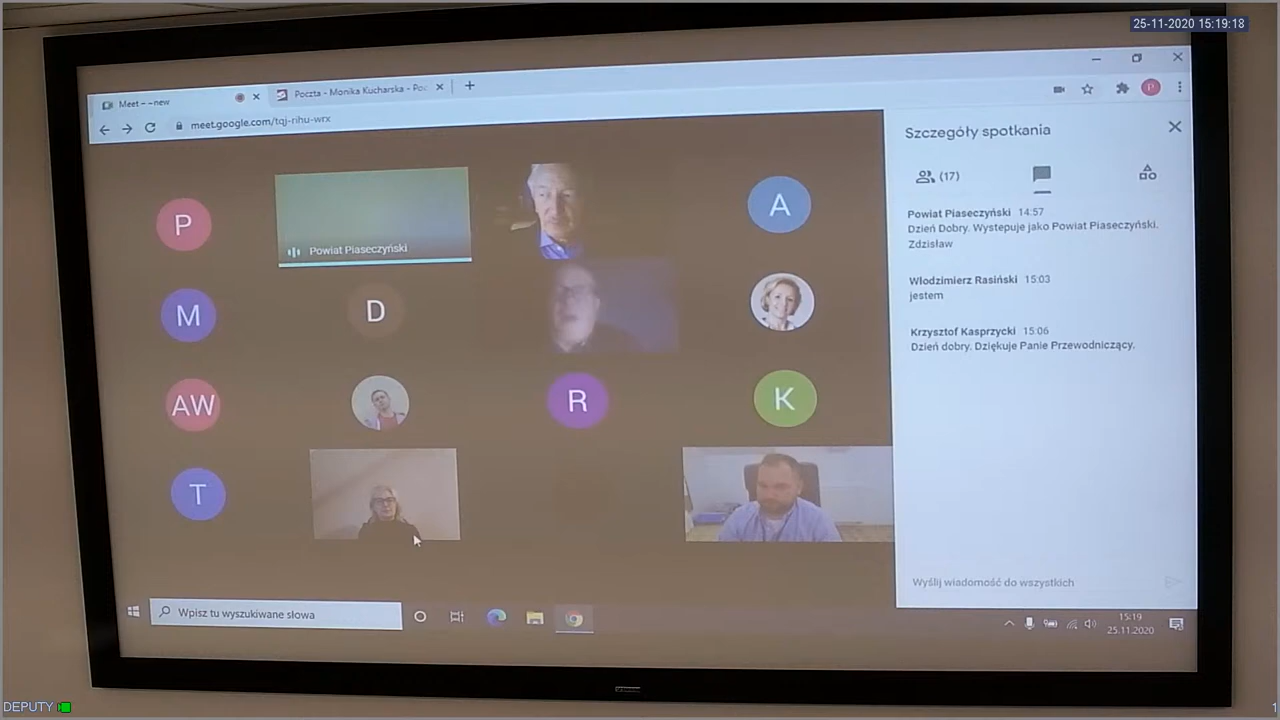 25-11-2020 15:19:18
Meet – –new
Poczta - Monika Kucharska - Po
meet.google.com/tqj-rihu-wrx
P
Szczegóły spotkania
(17)
P
Powiat Piaseczyński
A
Powiat Piaseczyński 14:57
Dzień Dobry. Wystepuje jako Powiat Piaseczyński.
Zdzisław
M
D
Włodzimierz Rasiński 15:03
jestem
Krzysztof Kasprzycki 15:06
Dzień dobry. Dziękuje Panie Przewodniczący.
AW
R
K
T
Wyślij wiadomość do wszystkich
Wpisz tu wyszukiwane słowa
15:19
25.11.2020
DEPUTY
1